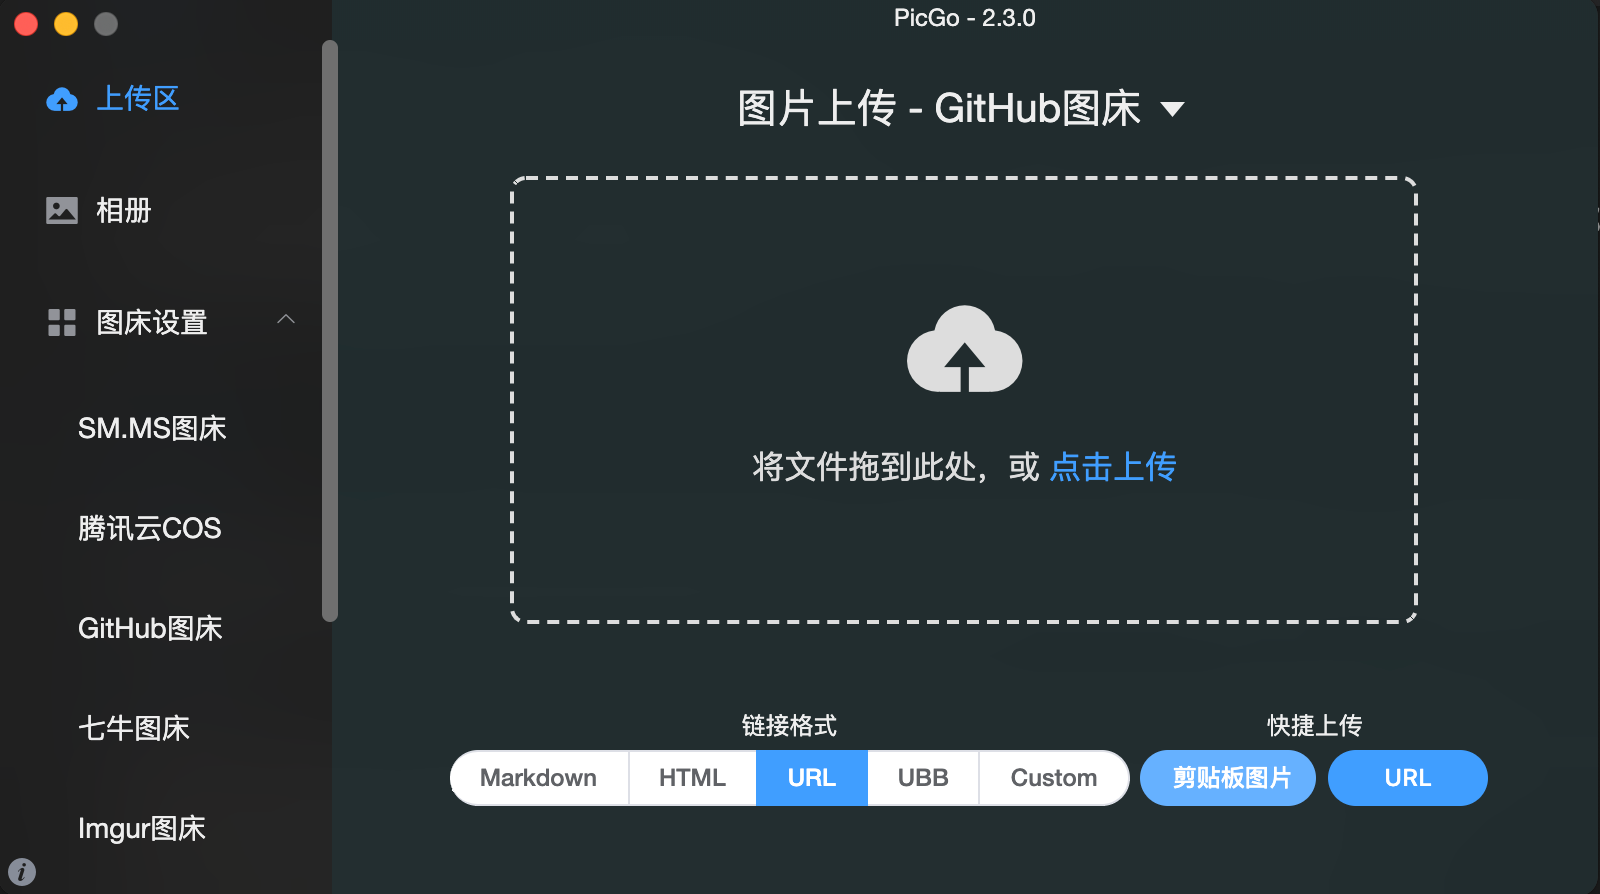 PicGo - 2.3.0
上传区
相册
图床设置
SM.MS图床
腾讯云COS
GitHub图床
七牛图床
Imgur图床
图片上传 - GitHub图床
将文件拖到此处，或 点击上传
链接格式
Markdown HTML URL UBB Custom
快捷上传
剪贴板图片 URL